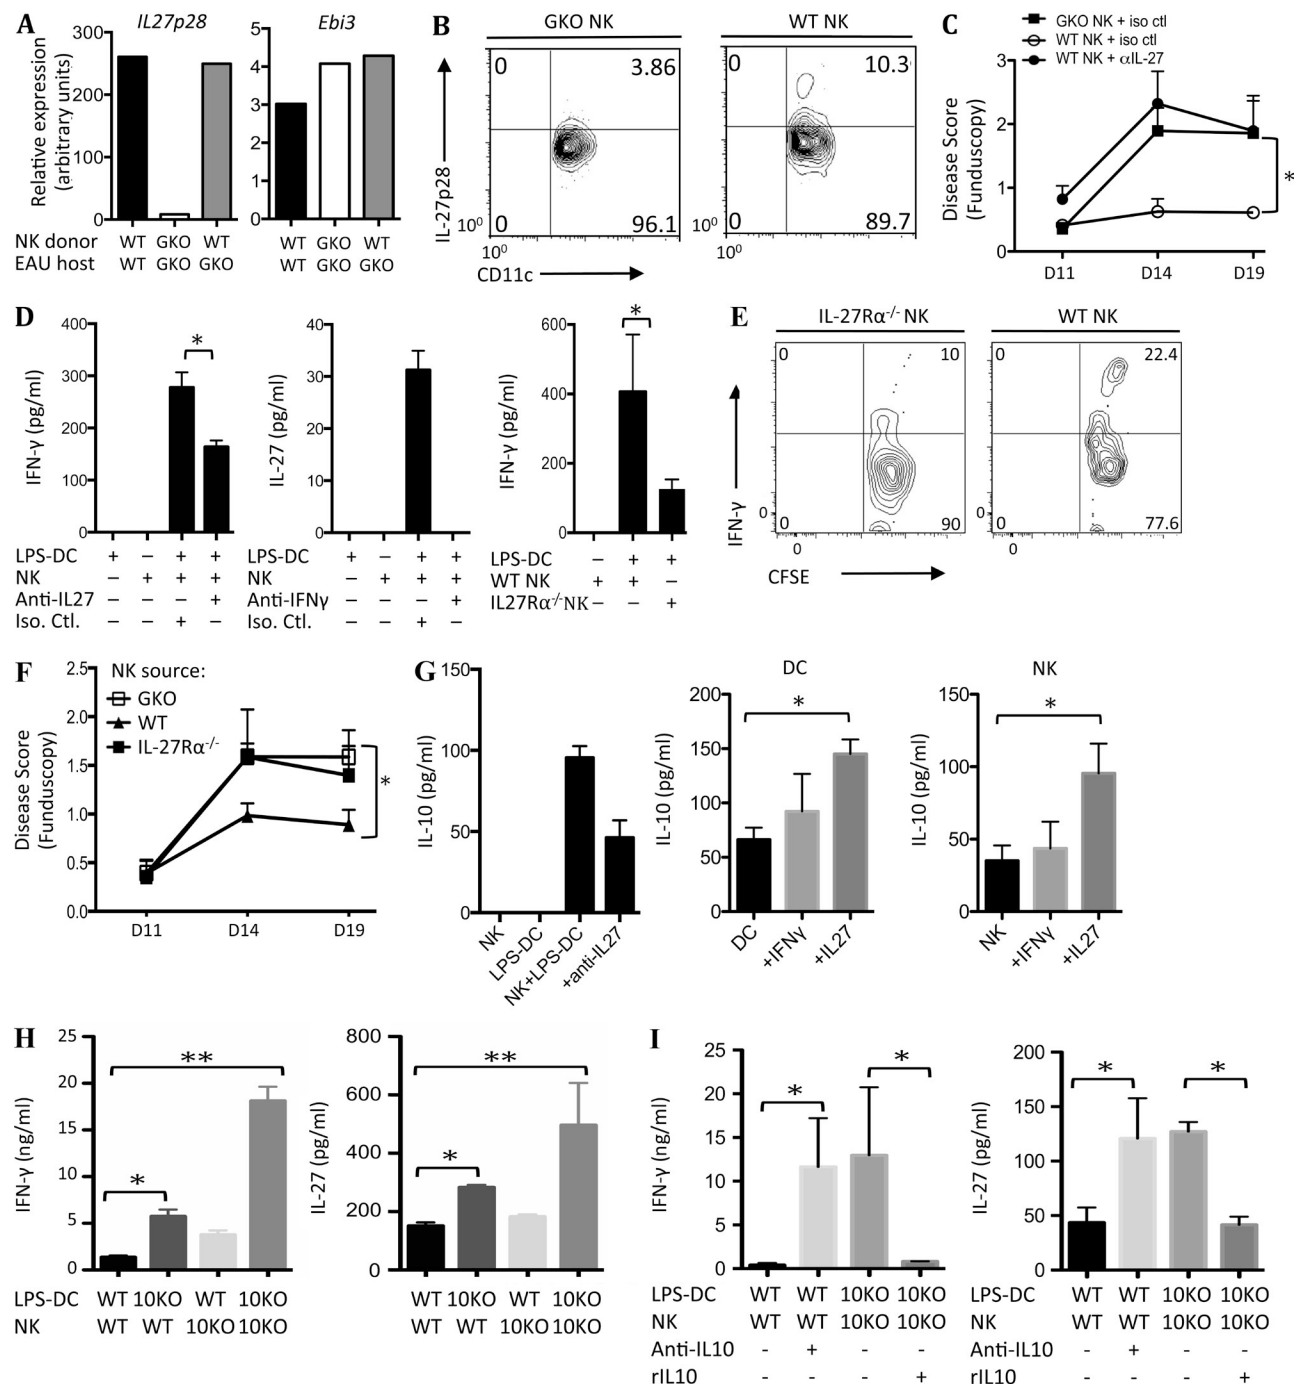 A
IL27p28
Ebi3
Relative expression
(arbitrary units)
300
200
100
0
5
4
3
2
1
0
NK donor WT GKO WT WT GKO WT
EAU host WT GKO GKO WT GKO GKO
B
GKO NK
WT NK
0 3.86
0 96.1
0 10.3
0 89.7
IL-27p28
10⁰
10⁰
10⁰
10⁰
CD11c
C
GKO NK + iso ctl
WT NK + iso ctl
WT NK + αIL-27
Disease Score
(Funduscopy)
3
2
1
0
*
D11 D14 D19
D
IFN-γ (pg/ml)
400
300
200
100
0
*
LPS-DC + – + +
NK – + + +
Anti-IL27 – – – +
Iso. Ctl. – – + –
IL-27 (pg/ml)
40
30
20
10
0
LPS-DC + – + +
NK – + + +
Anti-IFNγ – – – +
Iso. Ctl. – – + –
IFN-γ (pg/ml)
600
400
200
0
*
LPS-DC – + +
WT NK + + –
IL27Rα-/-NK – – +
E
IL-27Rα-/- NK
WT NK
0 10
0 90
0 22.4
0 77.6
IFN-γ
0
0
0
0
CFSE
F
NK source:
GKO
WT
IL-27Rα-/-
Disease Score
(Funduscopy)
2.5
2.0
1.5
1.0
0.5
0.0
*
D11 D14 D19
G
IL-10 (pg/ml)
150
100
50
0
NK
LPS-DC
NK+LPS-DC
+anti-IL27
DC
IL-10 (pg/ml)
200
150
100
50
0
*
DC
+IFNγ
+IL27
NK
IL-10 (pg/ml)
150
100
50
0
*
NK
+IFNγ
+IL27
H
IFN-γ (ng/ml)
25
20
15
10
5
0
**
*
LPS-DC WT 10KO WT 10KO
NK WT WT 10KO 10KO
IL-27 (pg/ml)
800
600
400
200
0
**
*
WT 10KO WT 10KO
WT WT 10KO 10KO
I
IFN-γ (ng/ml)
25
20
15
10
5
0
*
*
LPS-DC WT WT 10KO 10KO
NK WT WT 10KO 10KO
Anti-IL10 - + - -
rIL10 - - - +
IL-27 (pg/ml)
200
150
100
50
0
*
*
LPS-DC WT WT 10KO 10KO
NK WT WT 10KO 10KO
Anti-IL10 - + - -
rIL10 - - - +